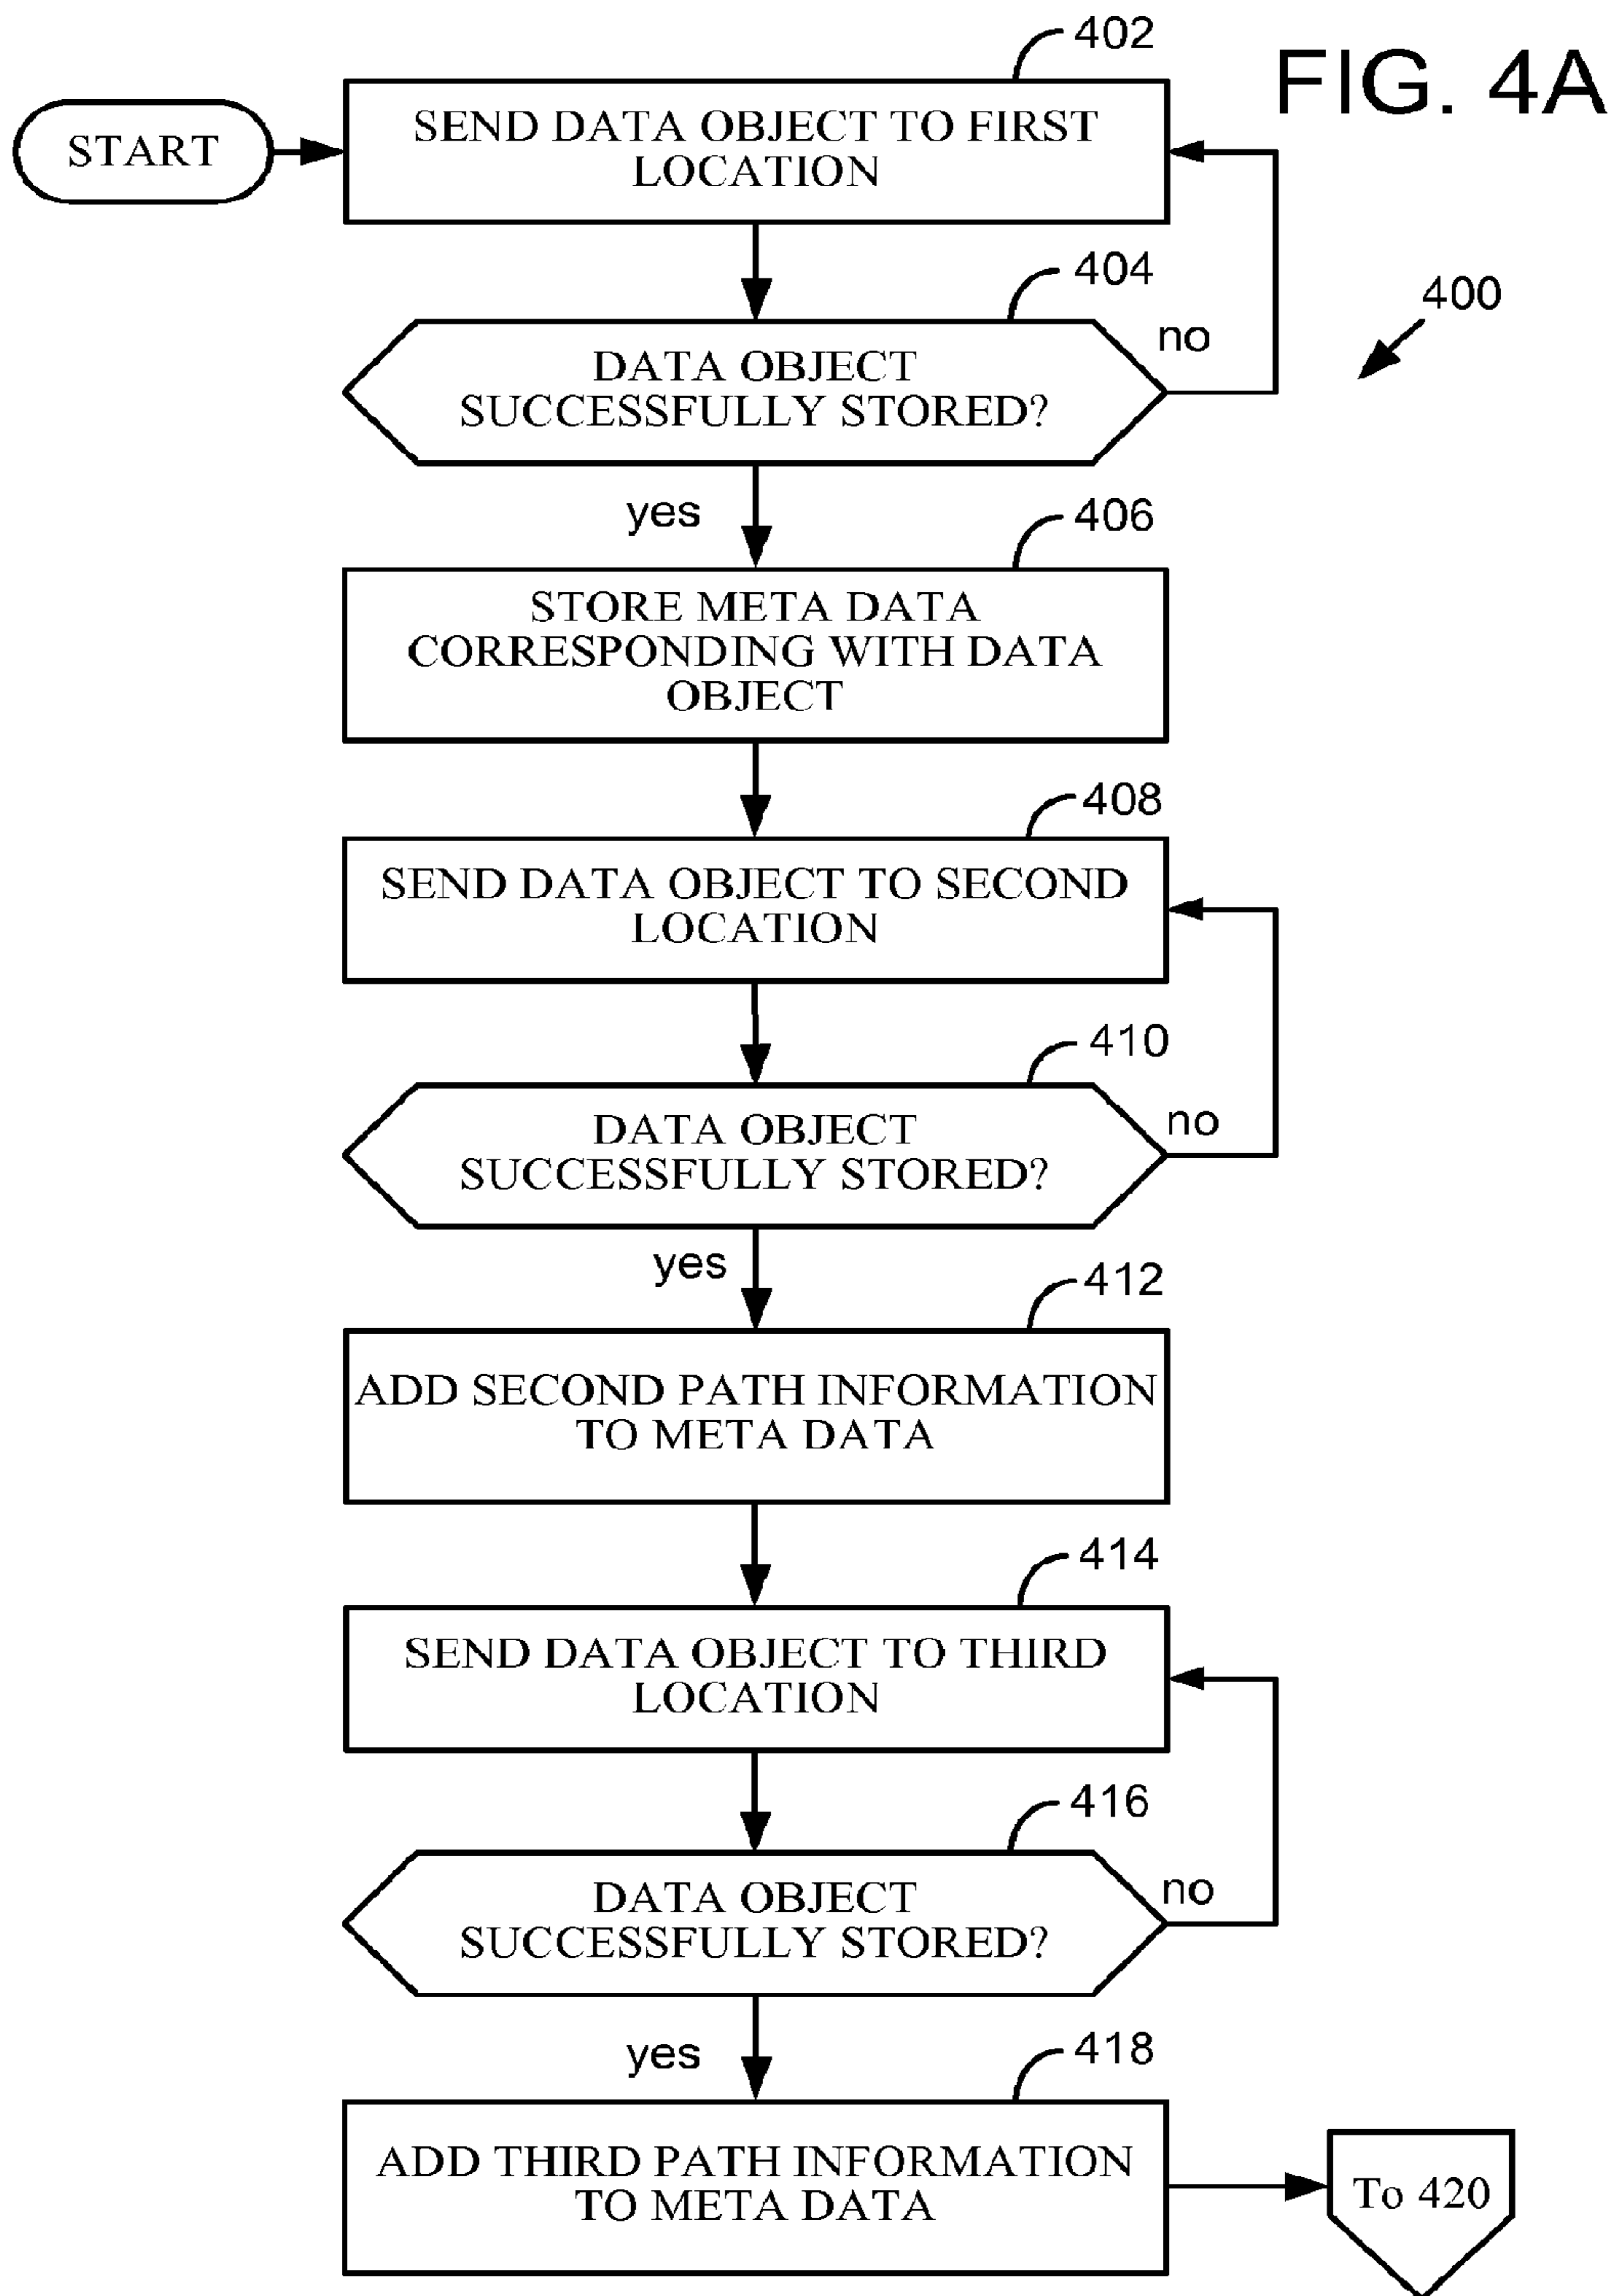 402
FIG. 4A
START
SEND DATA OBJECT TO FIRST
LOCATION
404
400
no
DATA OBJECT
SUCCESSFULLY STORED?
yes
406
STORE META DATA
CORRESPONDING WITH DATA
OBJECT
408
SEND DATA OBJECT TO SECOND
LOCATION
410
no
DATA OBJECT
SUCCESSFULLY STORED?
yes
412
ADD SECOND PATH INFORMATION
TO META DATA
414
SEND DATA OBJECT TO THIRD
LOCATION
416
no
DATA OBJECT
SUCCESSFULLY STORED?
yes
418
ADD THIRD PATH INFORMATION
TO META DATA
To 420